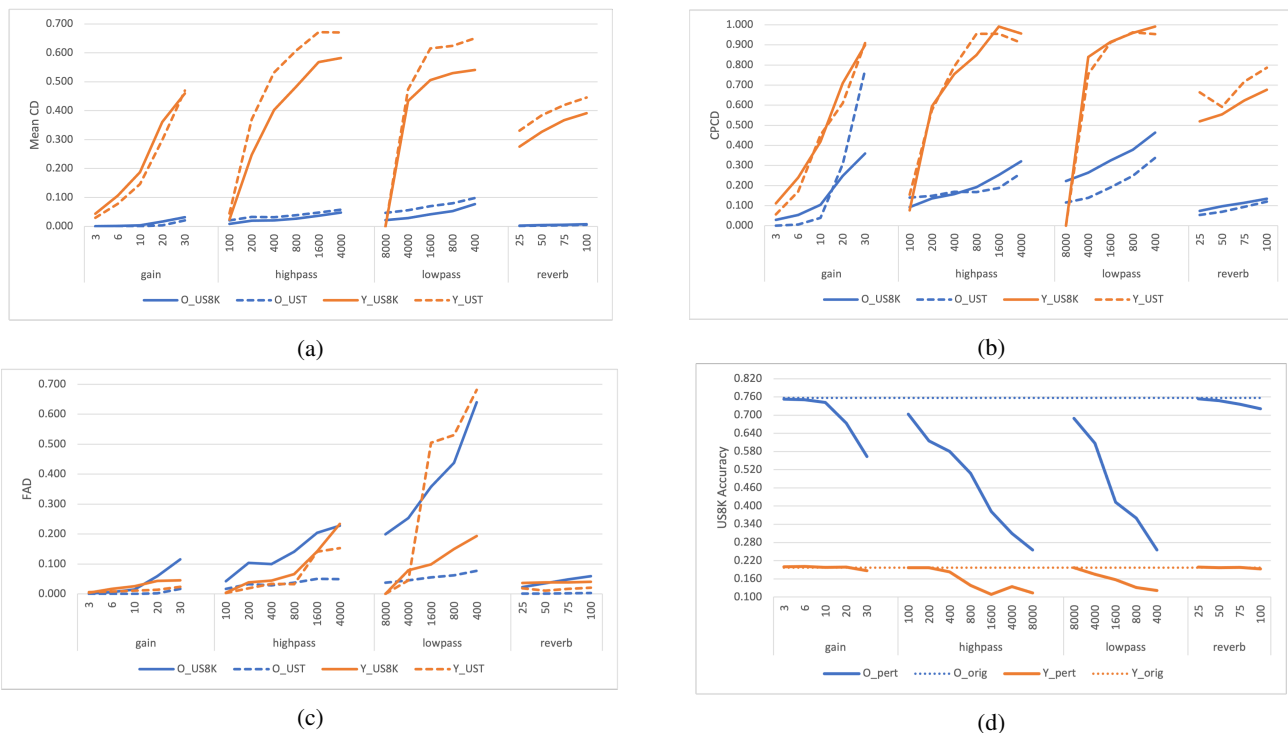 0.700
0.600
0.500
0.400
0.300
0.200
0.100
0.000
Mean CD
3 6 10 20 30 100 200 400 800 1600 4000 8000 4000 1600 800 400 25 50 75 100
gain highpass lowpass reverb
O_US8K O_UST Y_US8K Y_UST
(a)
1.000
0.900
0.800
0.700
0.600
0.500
0.400
0.300
0.200
0.100
0.000
CPCD
3 6 10 20 30 100 200 400 800 1600 4000 8000 4000 1600 800 400 25 50 75 100
gain highpass lowpass reverb
O_US8K O_UST Y_US8K Y_UST
(b)
0.700
0.600
0.500
0.400
0.300
0.200
0.100
0.000
FAD
3 6 10 20 30 100 200 400 800 1600 4000 8000 4000 1600 800 400 25 50 75 100
gain highpass lowpass reverb
O_US8K O_UST Y_US8K Y_UST
(c)
0.820
0.760
0.700
0.640
0.580
0.520
0.460
0.400
0.340
0.280
0.220
0.160
0.100
US8K Accuracy
3 6 10 20 30 100 200 400 800 1600 4000 8000 8000 4000 1600 800 400 25 50 75 100
gain highpass lowpass reverb
O_pert O_orig Y_pert Y_orig
(d)